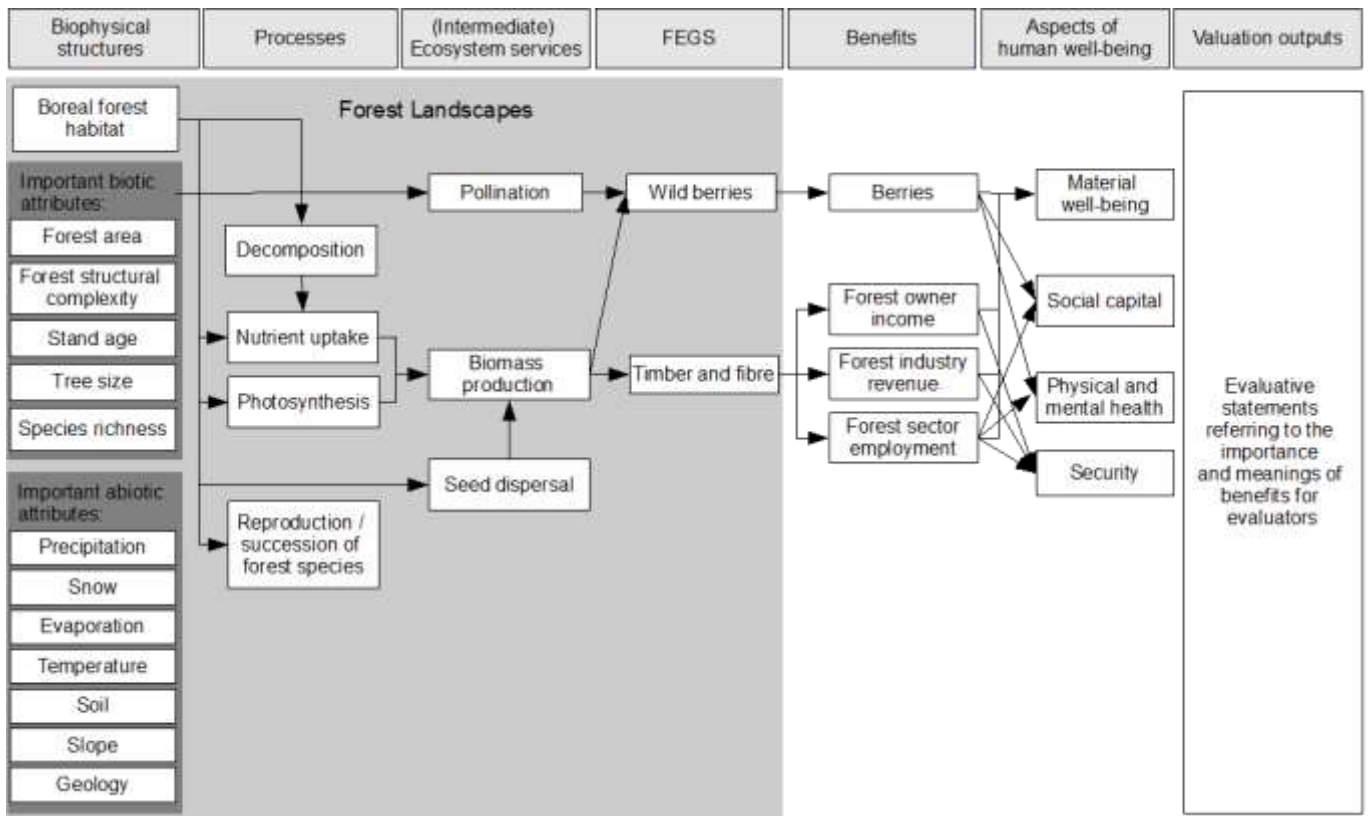 Biophysical
structures
Processes
(Intermediate)
Ecosystem services
FEGS
Benefits
Aspects of
human well-being
Valuation outputs
Forest Landscapes
Boreal forest
habitat
Important biotic
attributes:
Forest area
Forest structural
complexity
Stand age
Tree size
Species richness
Important abiotic
attributes:
Precipitation
Snow
Evaporation
Temperature
Soil
Slope
Geology
Decomposition
Nutrient uptake
Photosynthesis
Reproduction /
succession of
forest species
Pollination
Biomass
production
Seed dispersal
Wild berries
Timber and fibre
Berries
Forest owner
income
Forest industry
revenue
Forest sector
employment
Material
well-being
Social capital
Physical and
mental health
Security
Evaluative
statements
referring to the
importance
and meanings of
benefits for
evaluators